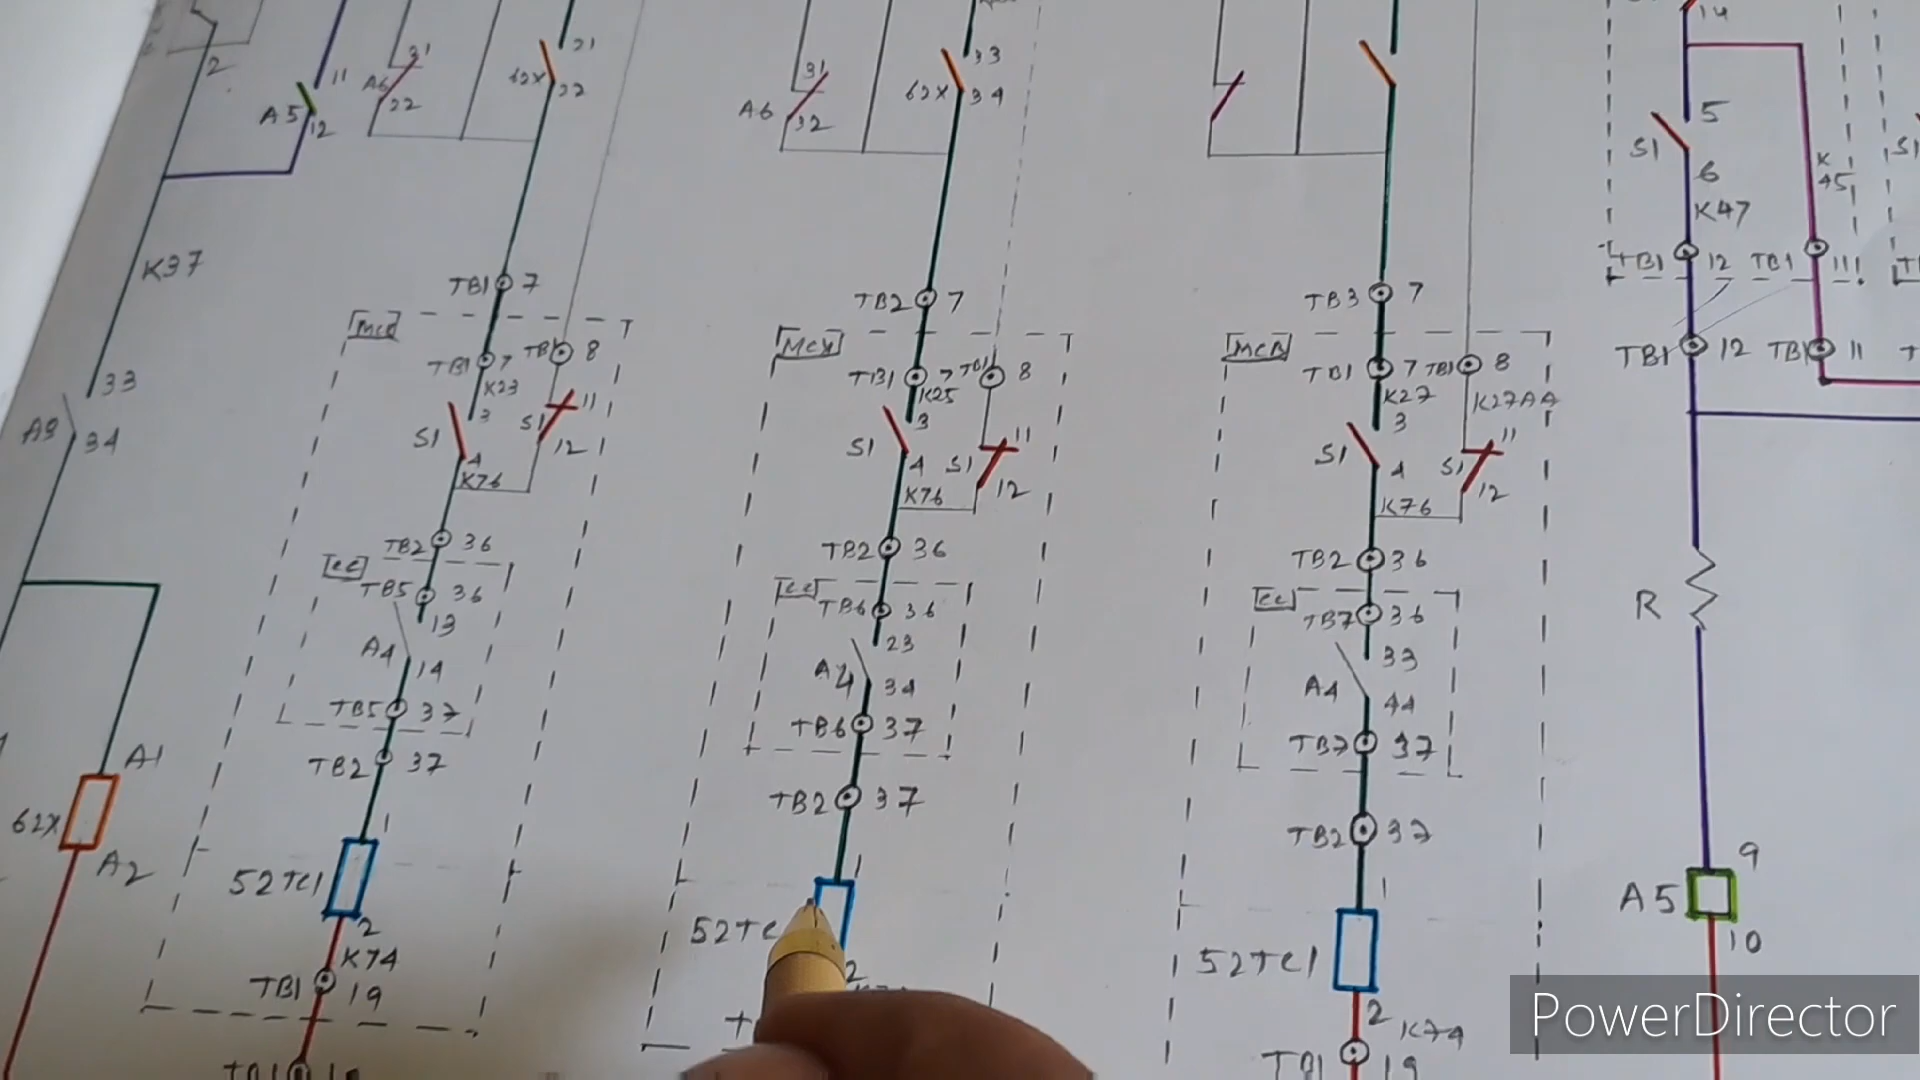 2
11
A5
12
A6
31
22
21
62X
22
K37
33
A9
34
A1
62X
A2
TB1 7
TB1 7
8
K23
3
S1
4
K76
S1
11
12
TB2 36
CC
TB5 36
13
A4
14
TB5 37
TB2 37
52TC1
2
K74
TB1 19
31
A6
32
33
62X
34
TB2 7
MCY
TB1 7
TB1 8
K25
3
S1
4
K76
S1
11
12
TB2 36
CC
TB6 36
23
A4
34
TB6 37
TB2 37
2
TB3 7
MCB
TB1 7
TB1 8
K27
K27AA
3
S1
4
K76
S1
11
12
TB2 36
CC
TB7 36
33
A4
44
TB7 37
TB2 37
52TC1
2
K74
TB1 19
14
5
S1
6
K47
K45
TB1 12
TB1 11
TB1 12
TB1 11
R
9
A5
10
PowerDirector